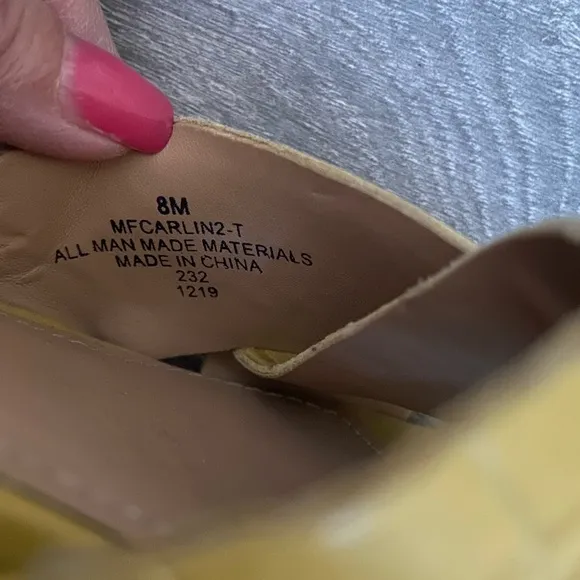 8M
MFCARLIN2-T
ALL MAN MADE MATERIALS
MADE IN CHINA
232
1219